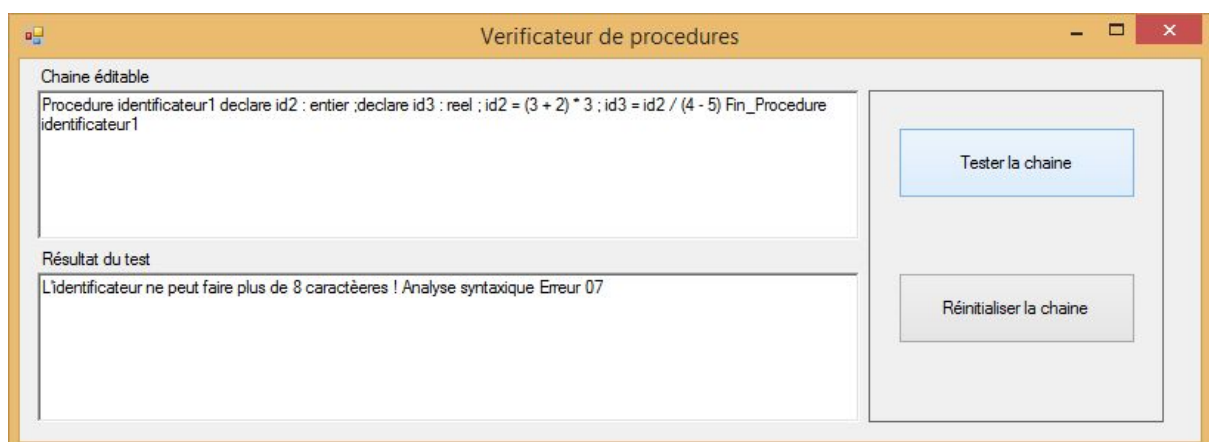 Verificateur de procedures
Chaine éditable
Procedure identificateur1 declare id2 : entier ;declare id3 : reel ; id2 = (3 + 2) * 3 ; id3 = id2 / (4 - 5) Fin_Procedure
identificateur1
Tester la chaine
Résultat du test
L'identificateur ne peut faire plus de 8 caractèeres ! Analyse syntaxique Erreur 07
Réinitialiser la chaine